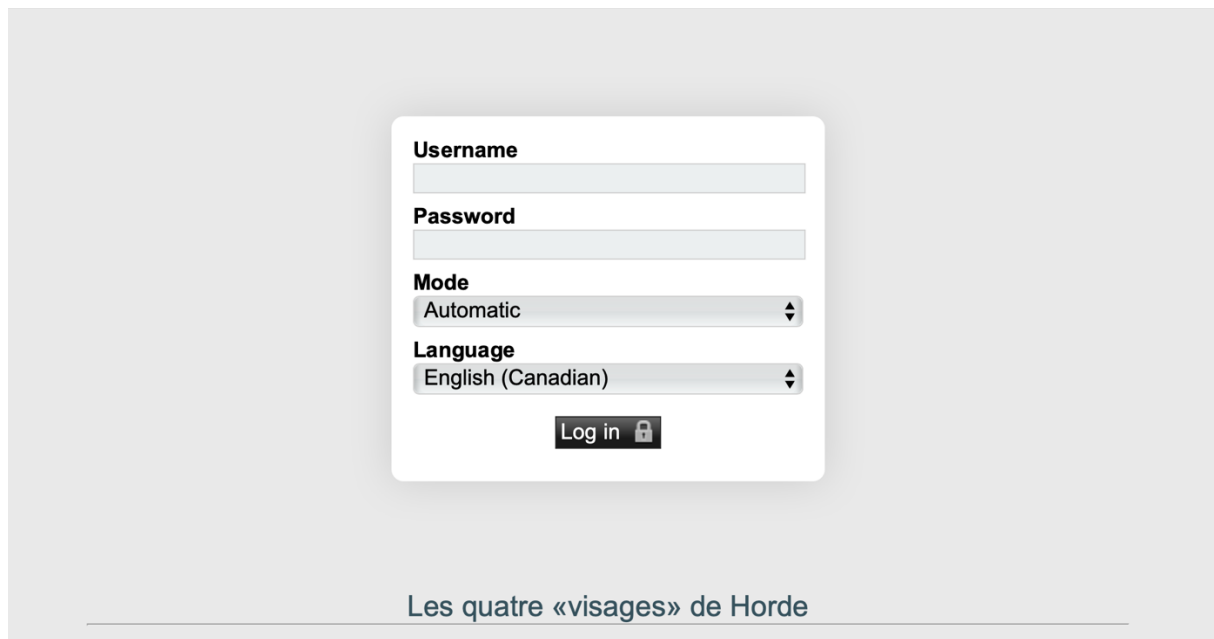 Username
Password
Mode
Automatic
Language
English (Canadian)
Log in
Les quatre «visages» de Horde